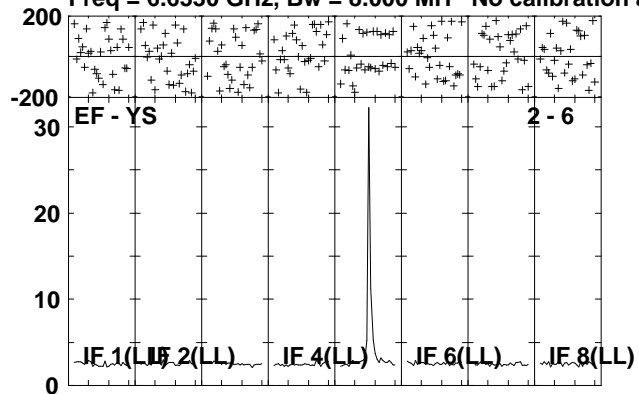 Freq = 6.6550 GHz, Bw = 8.000 MH No calibration a
200
-200
EF - YS
2 - 6
30
20
10
0
IF 1(LL)
IF 2(LL)
IF 4(LL)
IF 6(LL)
IF 8(LL)